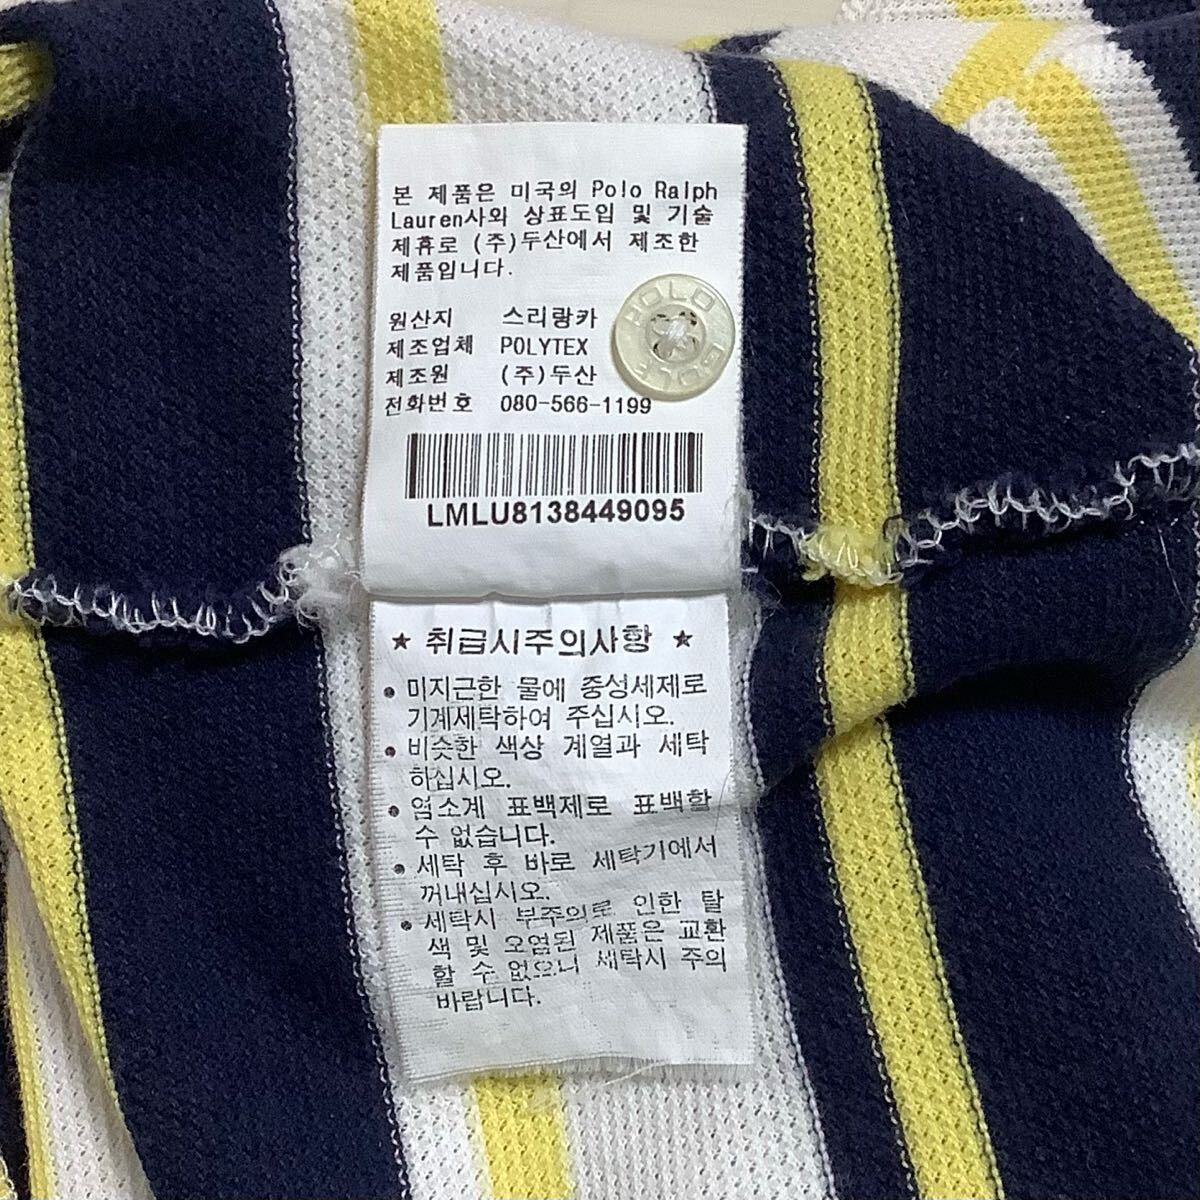 본 제품은 미국의 Polo Ralph
Lauren사와 상표도입 및 기술
제휴로 (주)두산에서 제조한
제품입니다.
원산지 스리랑카
제조업체 POLYTEX
제조원 (주)두산
전화번호 080-566-1199
POLO GOLF
LMLU8138449095
★ 취급시주의사항 ★
• 미지근한 물에 중성세제로
기계세탁하여 주십시오.
• 비슷한 색상 계열과 세탁
하십시오.
• 염소계 표백제로 표백할
수 없습니다.
• 세탁 후 바로 세탁기에서
꺼내십시오.
• 세탁시 부주의로 인한 탈
색 및 오염된 제품은 교환
할 수 없으니 세탁시 주의
바랍니다.